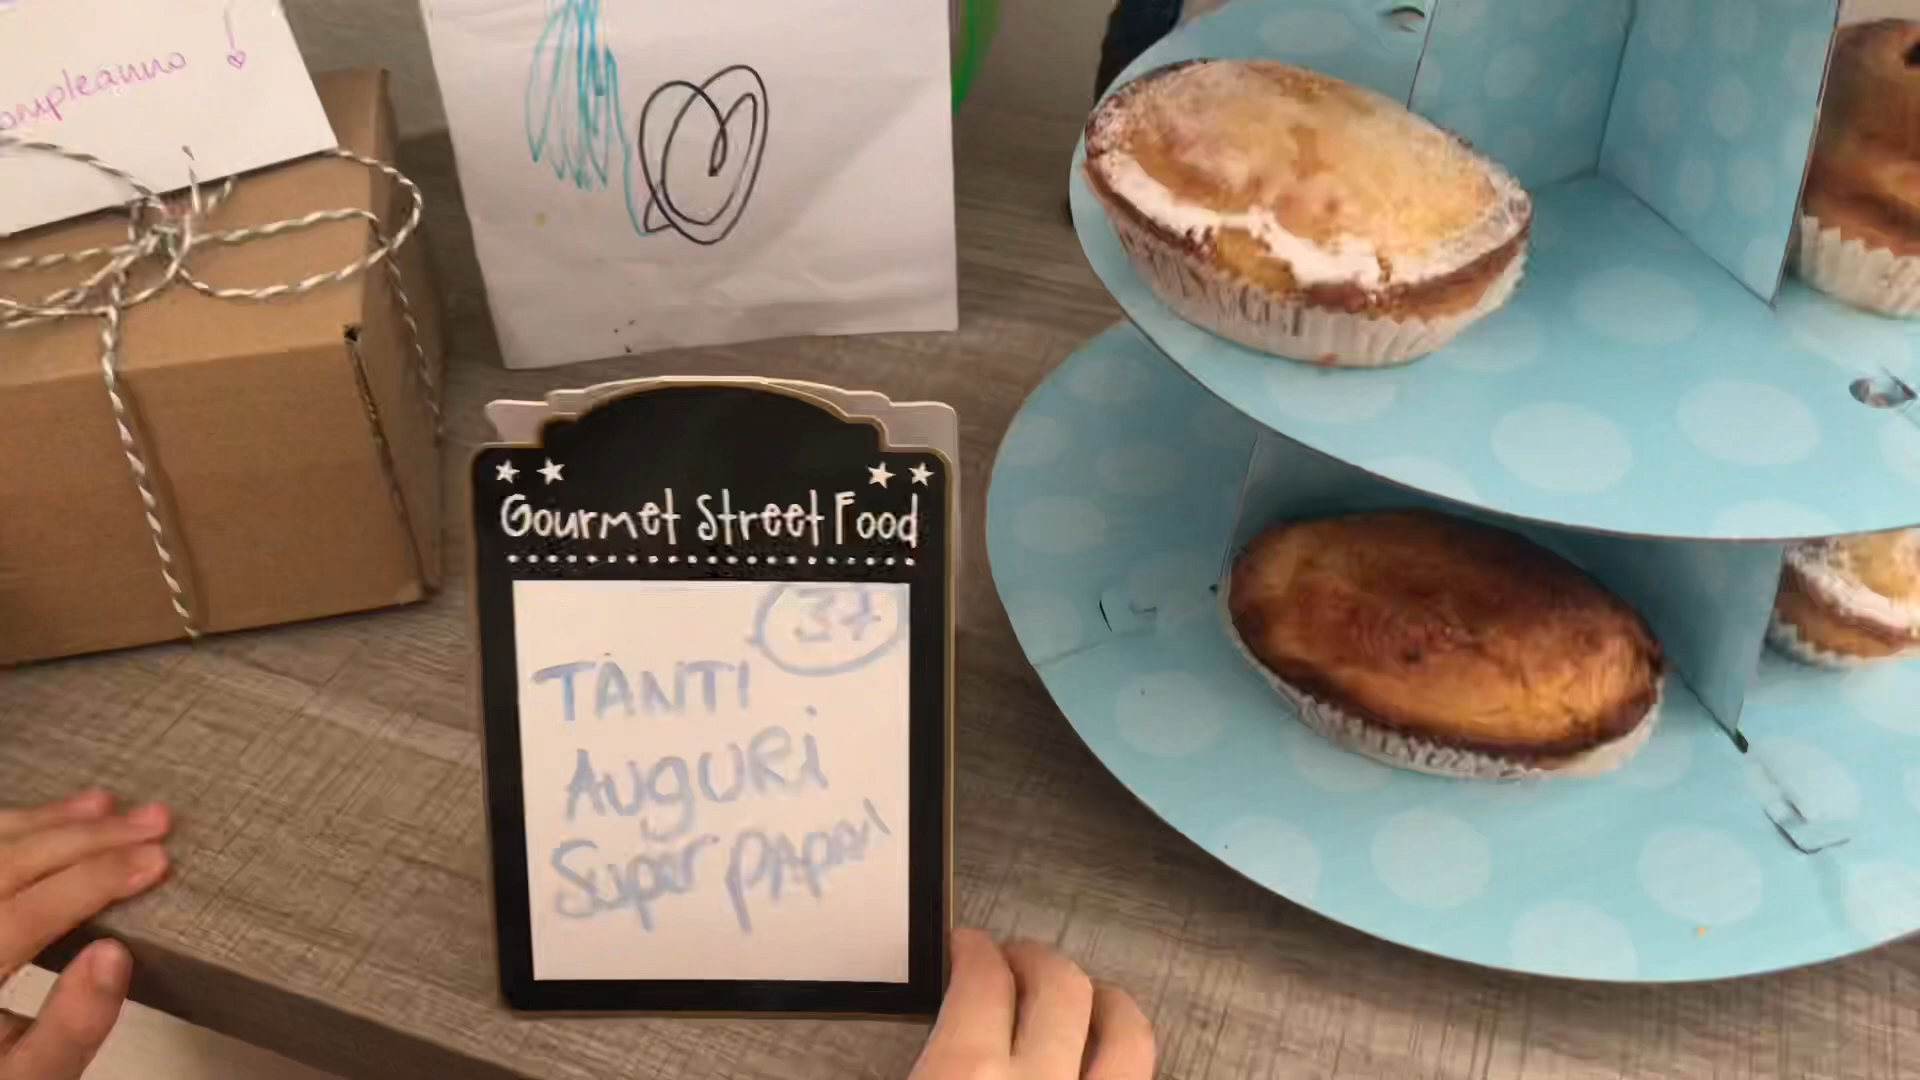 ompleanno
Gourmet Street Food
37
TANTI
AUGURi
Super PAPA'